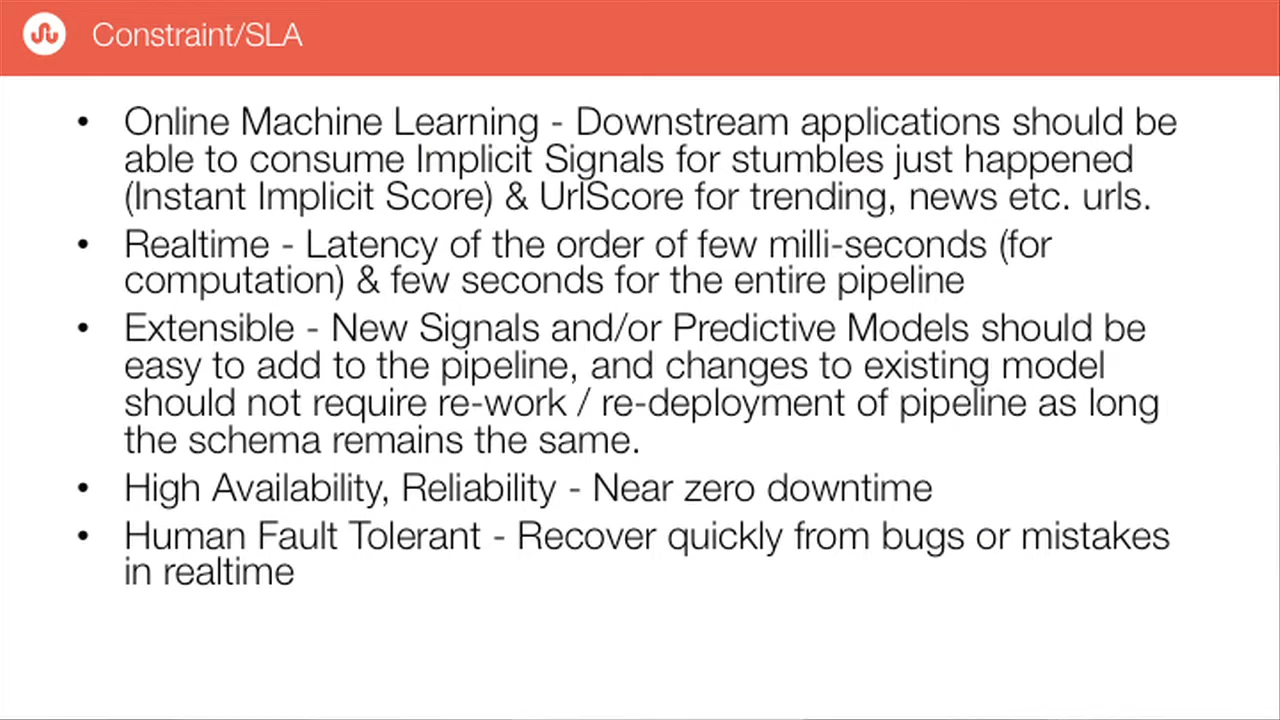 Constraint/SLA
• Online Machine Learning - Downstream applications should be
able to consume Implicit Signals for stumbles just happened
(Instant Implicit Score) & UrlScore for trending, news etc. urls.
• Realtime - Latency of the order of few milli-seconds (for
computation) & few seconds for the entire pipeline
• Extensible - New Signals and/or Predictive Models should be
easy to add to the pipeline, and changes to existing model
should not require re-work / re-deployment of pipeline as long
the schema remains the same.
• High Availability, Reliability - Near zero downtime
• Human Fault Tolerant - Recover quickly from bugs or mistakes
in realtime